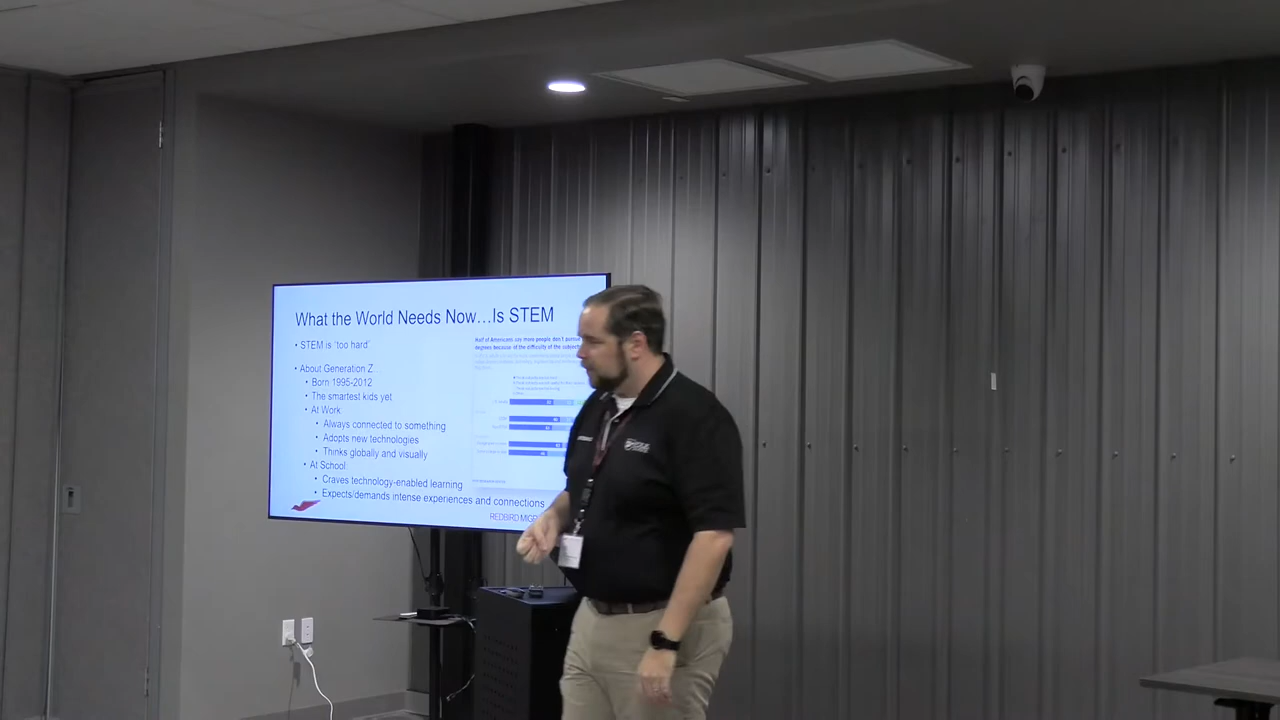 What the World Needs Now…Is STEM
• STEM is "too hard"
• About Generation Z…
• Born 1995-2012
• The smartest kids yet
• At Work
• Always connected to something
• Adopts new technologies
• Thinks globally and visually
• At School:
• Craves technology-enabled learning
• Expects/demands intense experiences and connections
Half of Americans say more people don't pursue
degrees because of the difficulty of the subjects
REDBIRD